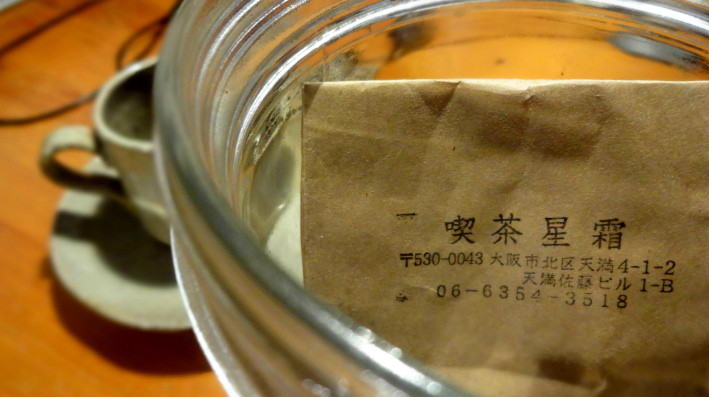 喫茶星霜
〒530-0043 大阪市北区天満4-1-2
天満佐藤ビル 1-B
06-6354-3518